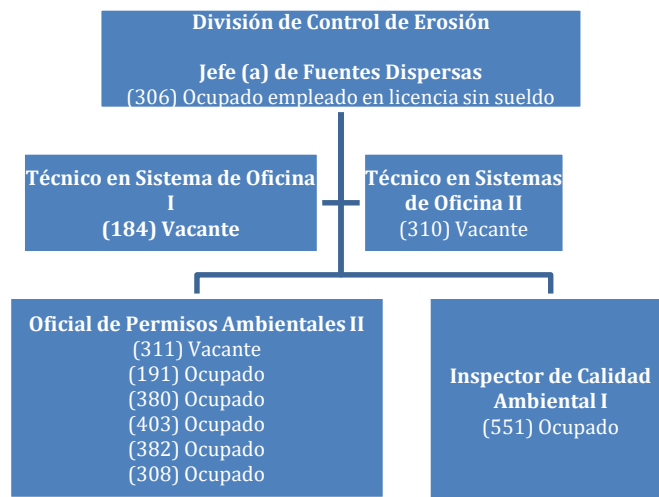 División de Control de Erosión
Jefe (a) de Fuentes Dispersas
(306) Ocupado empleado en licencia sin sueldo
Técnico en Sistema de Oficina
I
(184) Vacante
Técnico en Sistemas
de Oficina II
(310) Vacante
Oficial de Permisos Ambientales II
(311) Vacante
(191) Ocupado
(380) Ocupado
(403) Ocupado
(382) Ocupado
(308) Ocupado
Inspector de Calidad
Ambiental I
(551) Ocupado